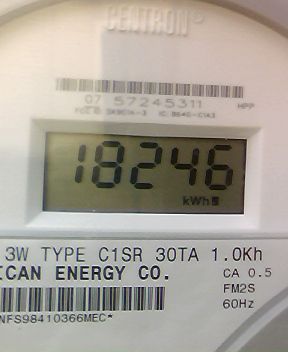 CENTRON®
07 57245311 HPP
18246
kWh
3W TYPE C1SR 30TA 1.0Kh
ICAN ENERGY CO. CA 0.5
FM2S
60Hz
NFS98410366MEC*